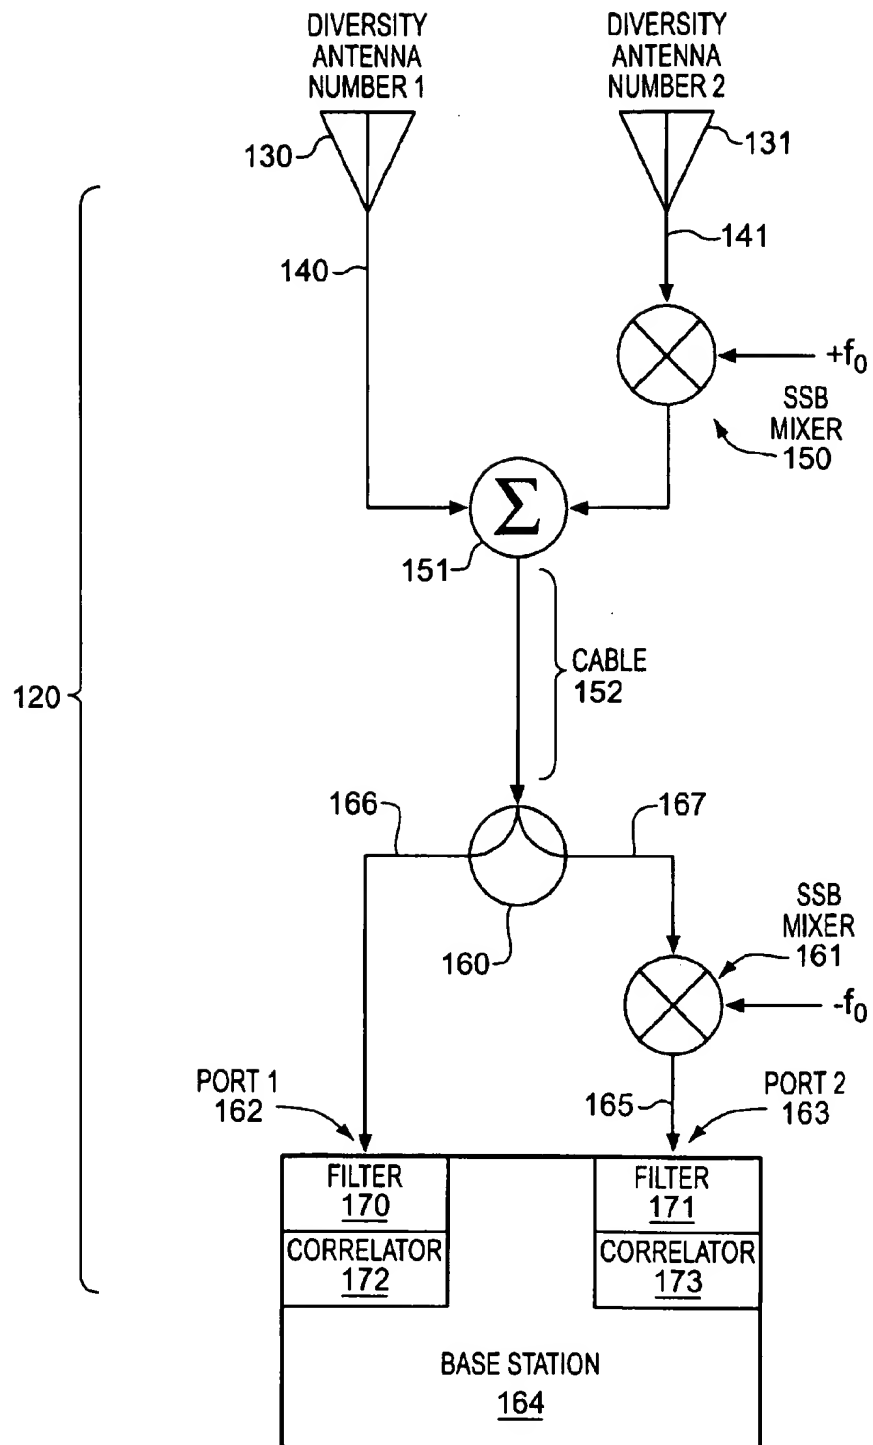 DIVERSITY
ANTENNA
NUMBER 1
DIVERSITY
ANTENNA
NUMBER 2
130
131
140
141
+f0
SSB
MIXER
150
Σ
151
CABLE
152
120
166
167
160
SSB
MIXER
161
-f0
PORT 1
162
165
PORT 2
163
FILTER
170
FILTER
171
CORRELATOR
172
CORRELATOR
173
BASE STATION
164